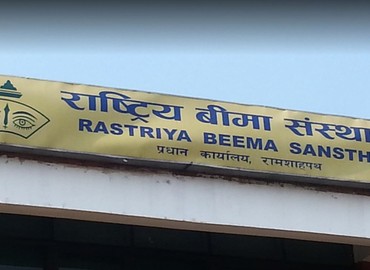 राष्ट्रिय बीमा संस्था
RASTRIYA BEEMA SANSTH
प्रधान कार्यालय, रामशाहपथ